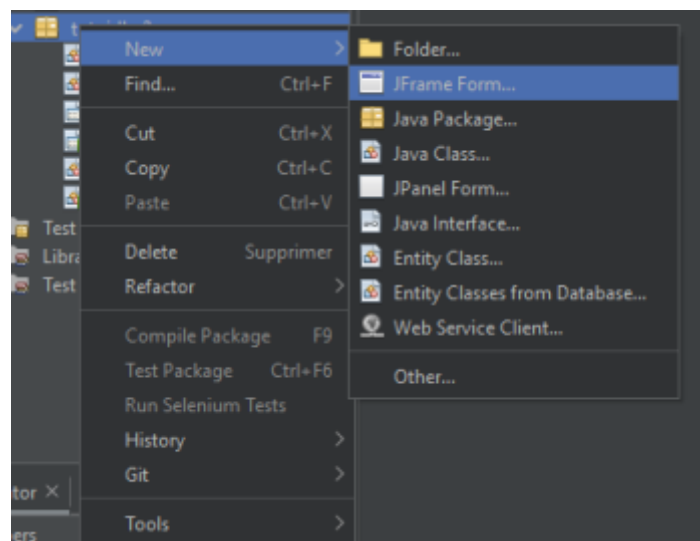 New
Find... Ctrl+F
Cut Ctrl+X
Copy Ctrl+C
Paste Ctrl+V
Delete Supprimer
Refactor
Compile Package F9
Test Package Ctrl+F6
Run Selenium Tests
History
Git
Tools
Folder...
JFrame Form...
Java Package...
Java Class...
JPanel Form...
Java Interface...
Entity Class...
Entity Classes from Database...
Web Service Client...
Other...
Test
Libra
Test
tor
ers